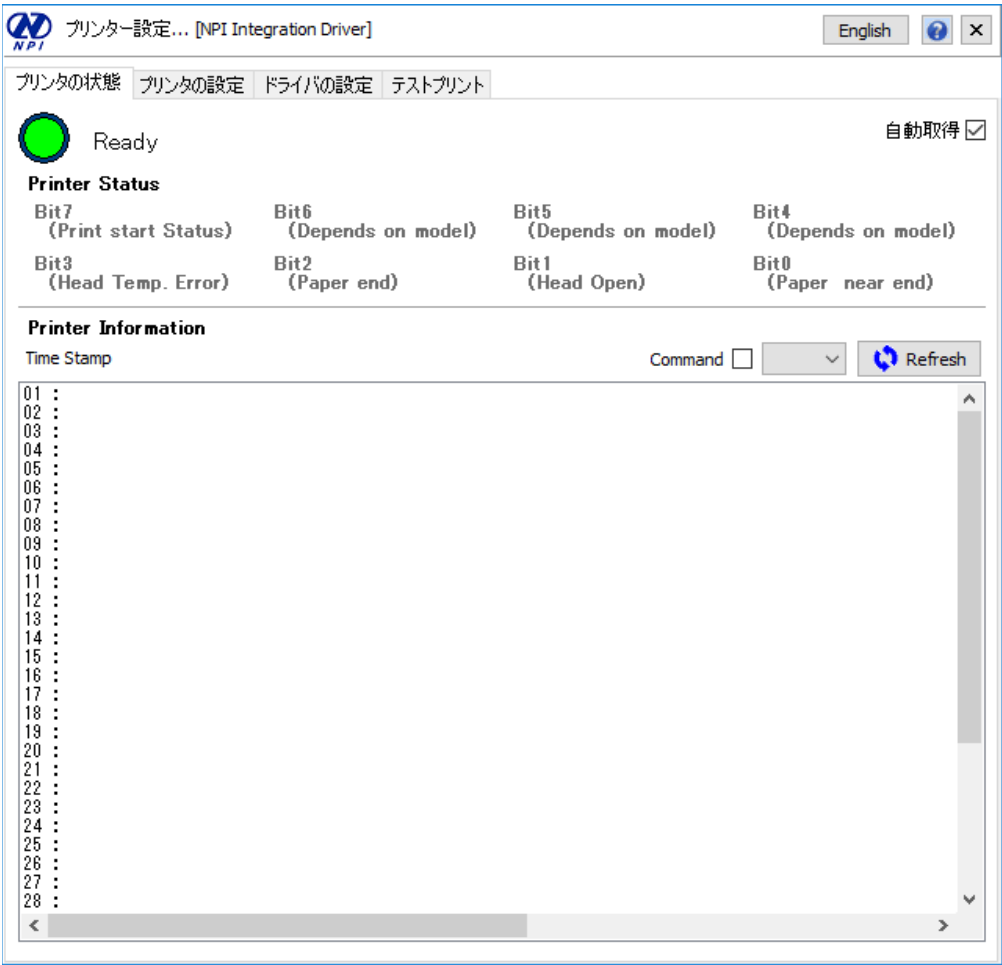 NPI プリンター設定... [NPI Integration Driver] English ?
プリンタの状態 プリンタの設定 ドライバの設定 テストプリント
Ready 自動取得
Printer Status
Bit7 Bit6 Bit5 Bit4
(Print start Status) (Depends on model) (Depends on model) (Depends on model)
Bit3 Bit2 Bit1 Bit0
(Head Temp. Error) (Paper end) (Head Open) (Paper near end)
Printer Information
Time Stamp Command Refresh
01 :
02 :
03 :
04 :
05 :
06 :
07 :
08 :
09 :
10 :
11 :
12 :
13 :
14 :
15 :
16 :
17 :
18 :
19 :
20 :
21 :
22 :
23 :
24 :
25 :
26 :
27 :
28 :